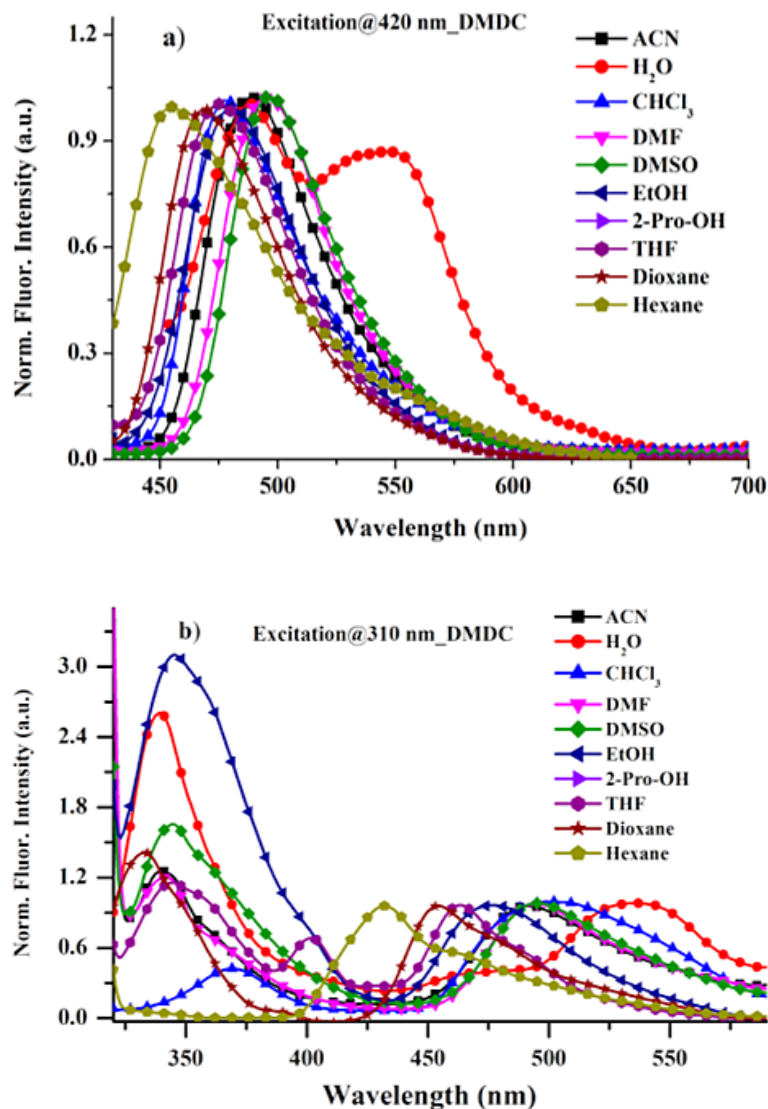 a)
Excitation@420 nm_DMDC
ACN
H₂O
CHCl₃
DMF
DMSO
EtOH
2-Pro-OH
THF
Dioxane
Hexane
Norm. Fluor. Intensity (a.u.)
1.2
0.9
0.6
0.3
0.0
450 500 550 600 650 700
Wavelength (nm)
b)
Excitation@310 nm_DMDC
ACN
H₂O
CHCl₃
DMF
DMSO
EtOH
2-Pro-OH
THF
Dioxane
Hexane
Norm. Fluor. Intensity (a.u.)
3.0
2.4
1.8
1.2
0.6
0.0
350 400 450 500 550
Wavelength (nm)